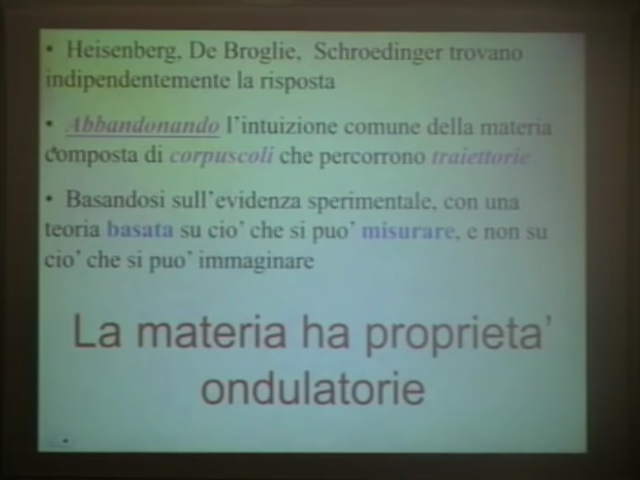 • Heisenberg, De Broglie, Schroedinger trovano
indipendentemente la risposta
• Abbandonando l'intuizione comune della materia
composta di corpuscoli che percorrono traiettorie
• Basandosi sull'evidenza sperimentale, con una
teoria basata su cio' che si puo' misurare, e non su
cio' che si puo' immaginare
La materia ha proprieta'
ondulatorie